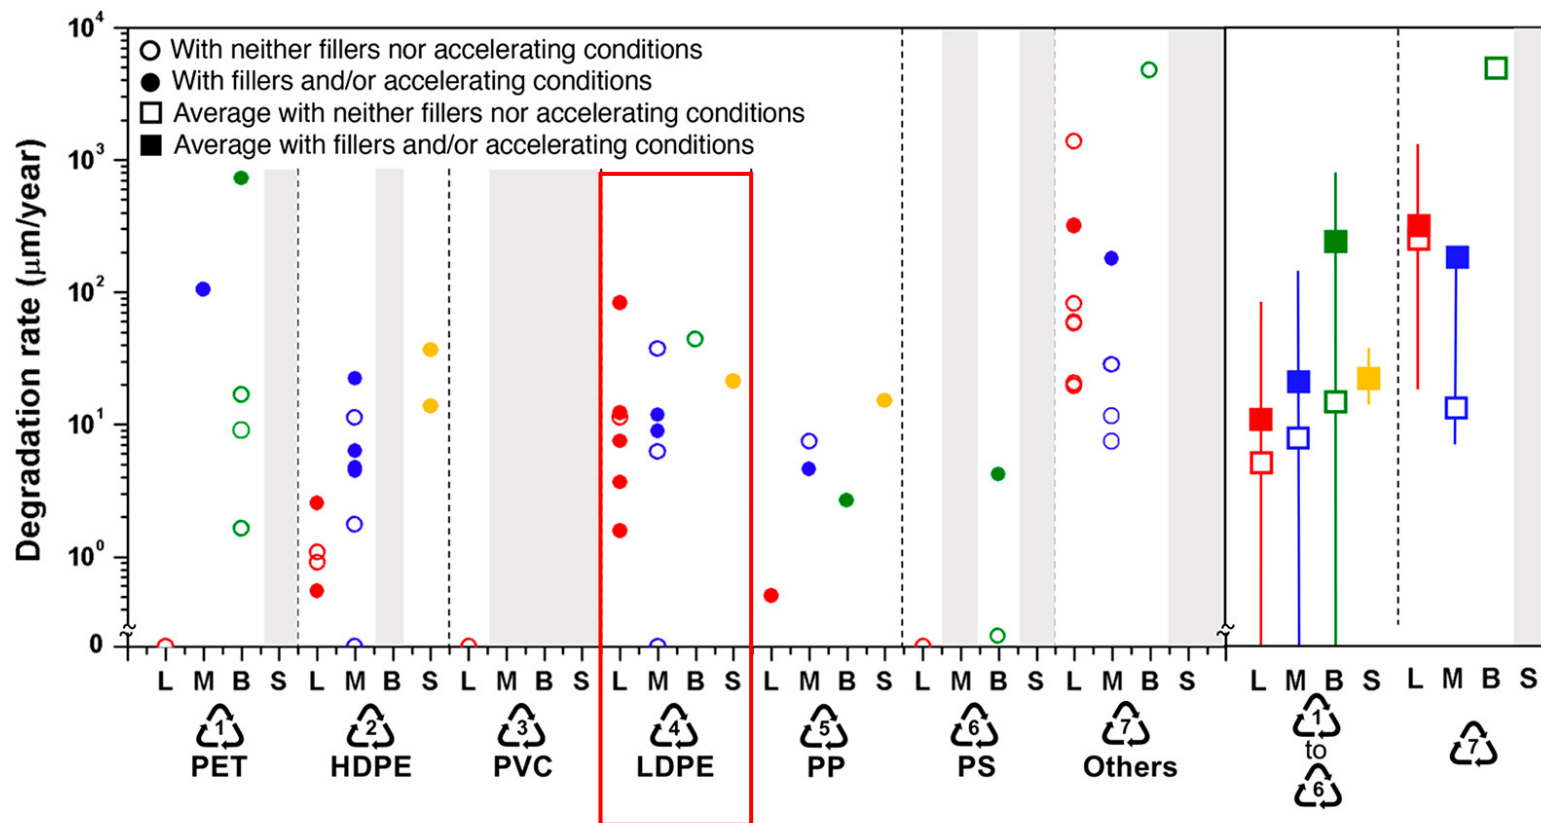 10⁴
With neither fillers nor accelerating conditions
With fillers and/or accelerating conditions
Average with neither fillers nor accelerating conditions
Average with fillers and/or accelerating conditions
10³
10²
10¹
10⁰
0
Degradation rate (μm/year)
L M B S L M B S L M B S L M B S L M B S L M B S L M B S L M B S L M B S
1 2 3 4 5 6 7 1 7
PET HDPE PVC LDPE PP PS Others to
6